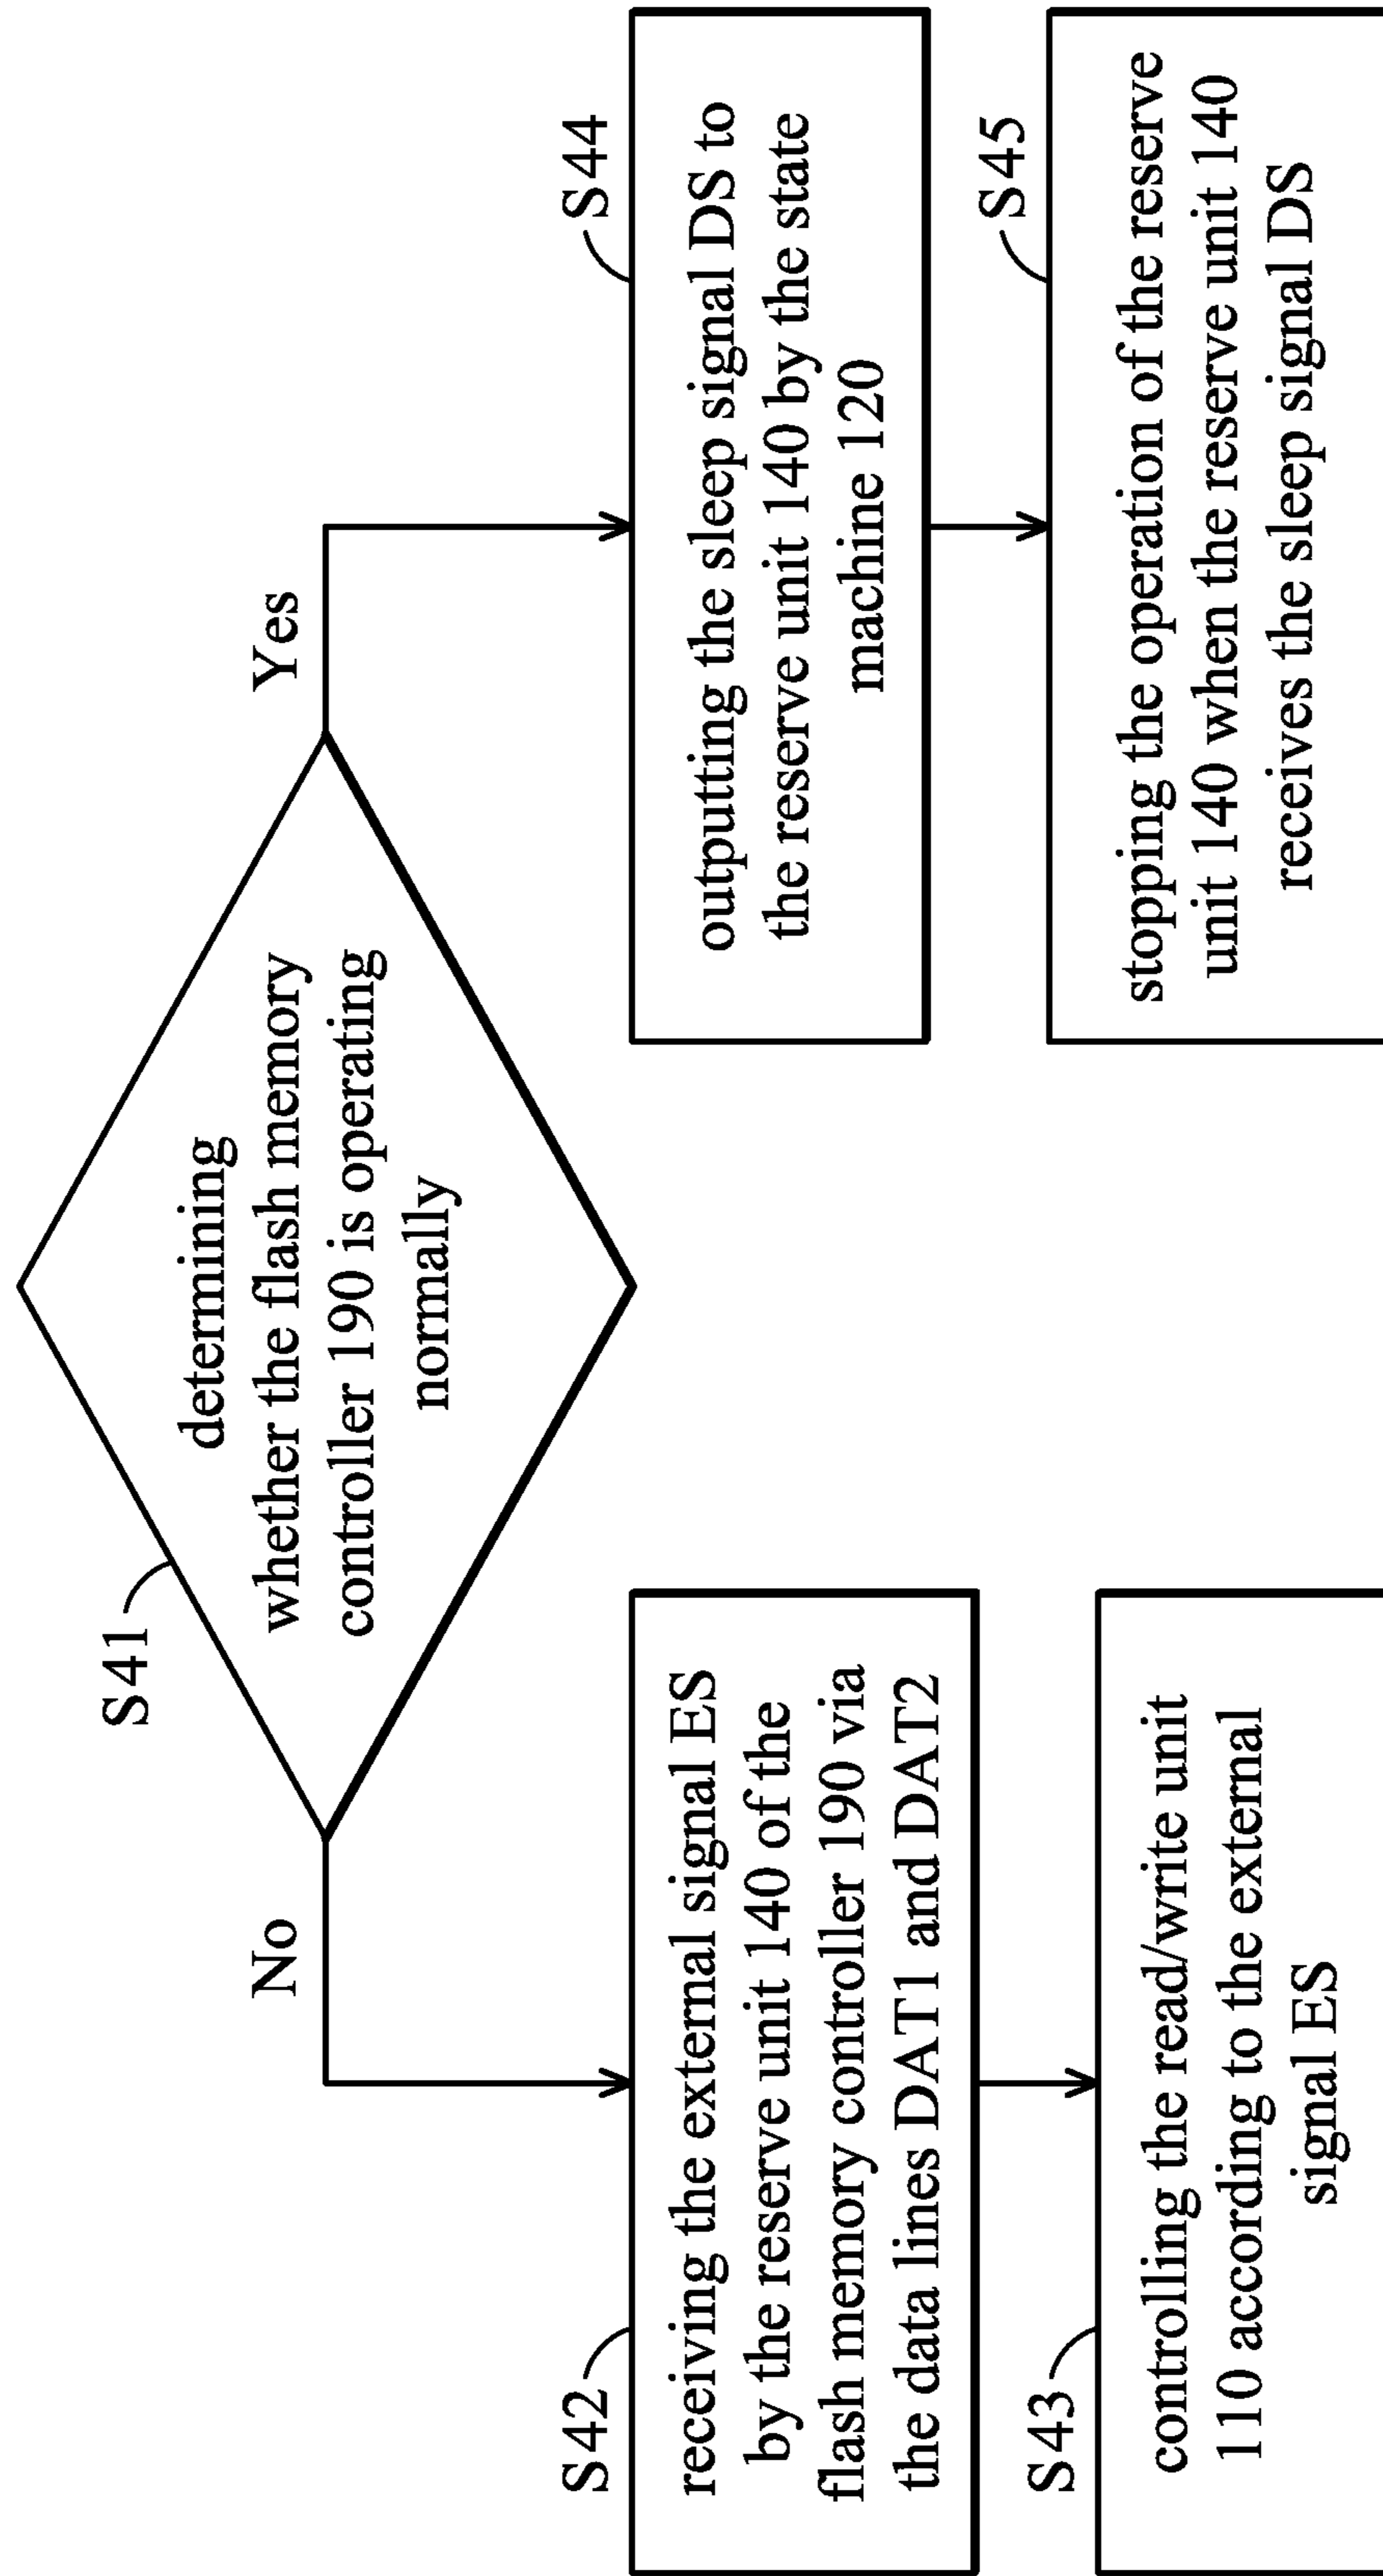 S41
determining
whether the flash memory
controller 190 is operating
normally
No
Yes
S42
receiving the external signal ES
by the reserve unit 140 of the
flash memory controller 190 via
the data lines DAT1 and DAT2
S43
controlling the read/write unit
110 according to the external
signal ES
S44
outputting the sleep signal DS to
the reserve unit 140 by the state
machine 120
S45
stopping the operation of the reserve
unit 140 when the reserve unit 140
receives the sleep signal DS